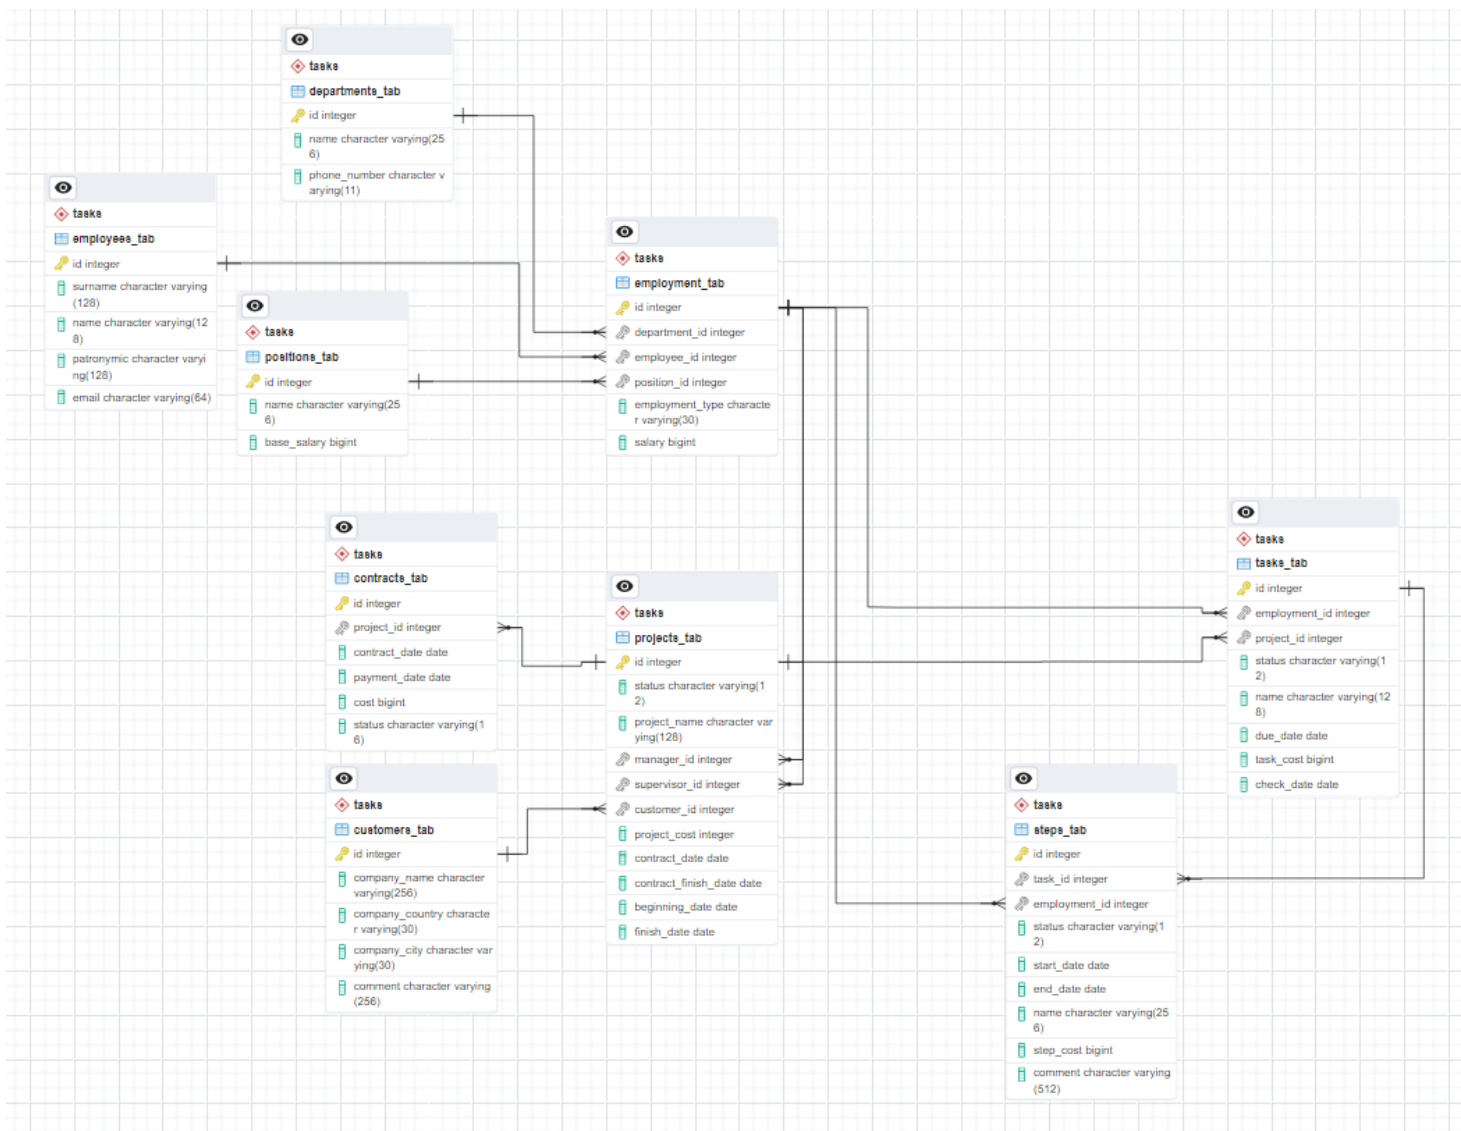 tasks
departments_tab
id integer
name character varying(25
6)
phone_number character v
arying(11)
tasks
employees_tab
id integer
surname character varying
(128)
name character varying(12
8)
patronymic character varyi
ng(128)
email character varying(64)
tasks
positions_tab
id integer
name character varying(25
6)
base_salary bigint
tasks
employment_tab
id integer
department_id integer
employee_id integer
position_id integer
employment_type characte
r varying(30)
salary bigint
tasks
contracts_tab
id integer
project_id integer
contract_date date
payment_date date
cost bigint
status character varying(1
6)
tasks
projects_tab
id integer
status character varying(1
2)
project_name character var
ying(128)
manager_id integer
supervisor_id integer
customer_id integer
project_cost integer
contract_date date
contract_finish_date date
beginning_date date
finish_date date
tasks
customers_tab
id integer
company_name character
varying(256)
company_country characte
r varying(30)
company_city character var
ying(30)
comment character varying
(256)
tasks
tasks_tab
id integer
employment_id integer
project_id integer
status character varying(1
2)
name character varying(12
8)
due_date date
task_cost bigint
check_date date
tasks
steps_tab
id integer
task_id integer
employment_id integer
status character varying(1
2)
start_date date
end_date date
name character varying(25
6)
step_cost bigint
comment character varying
(512)